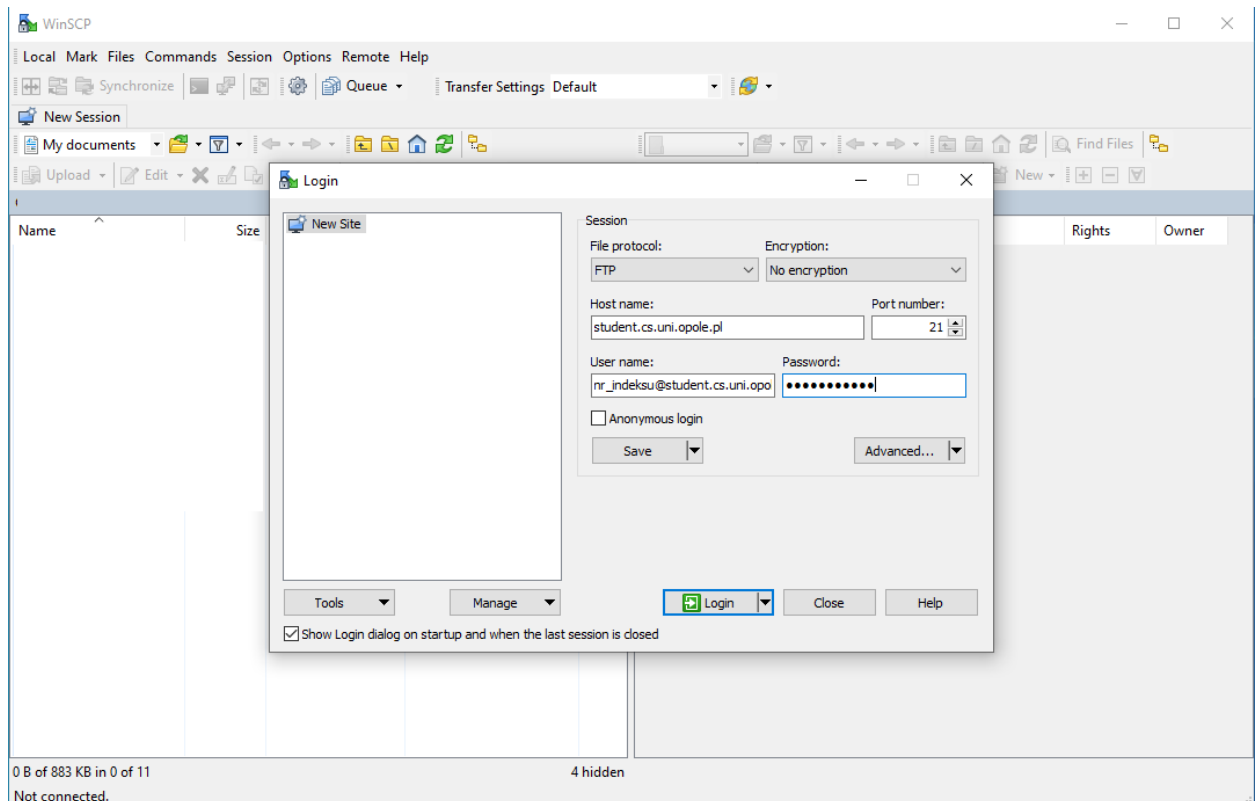 WinSCP
Local Mark Files Commands Session Options Remote Help
Synchronize Queue Transfer Settings Default
New Session
My documents Find Files
Upload Edit New
Login
New Site
Session
File protocol: Encryption:
FTP No encryption
Host name: Port number:
student.cs.uni.opole.pl 21
User name: Password:
nr_indeksu@student.cs.uni.opo •••••••••••
Anonymous login
Save Advanced...
Tools Manage Login Close Help
Show Login dialog on startup and when the last session is closed
Name Size Rights Owner
0 B of 883 KB in 0 of 11 4 hidden
Not connected.